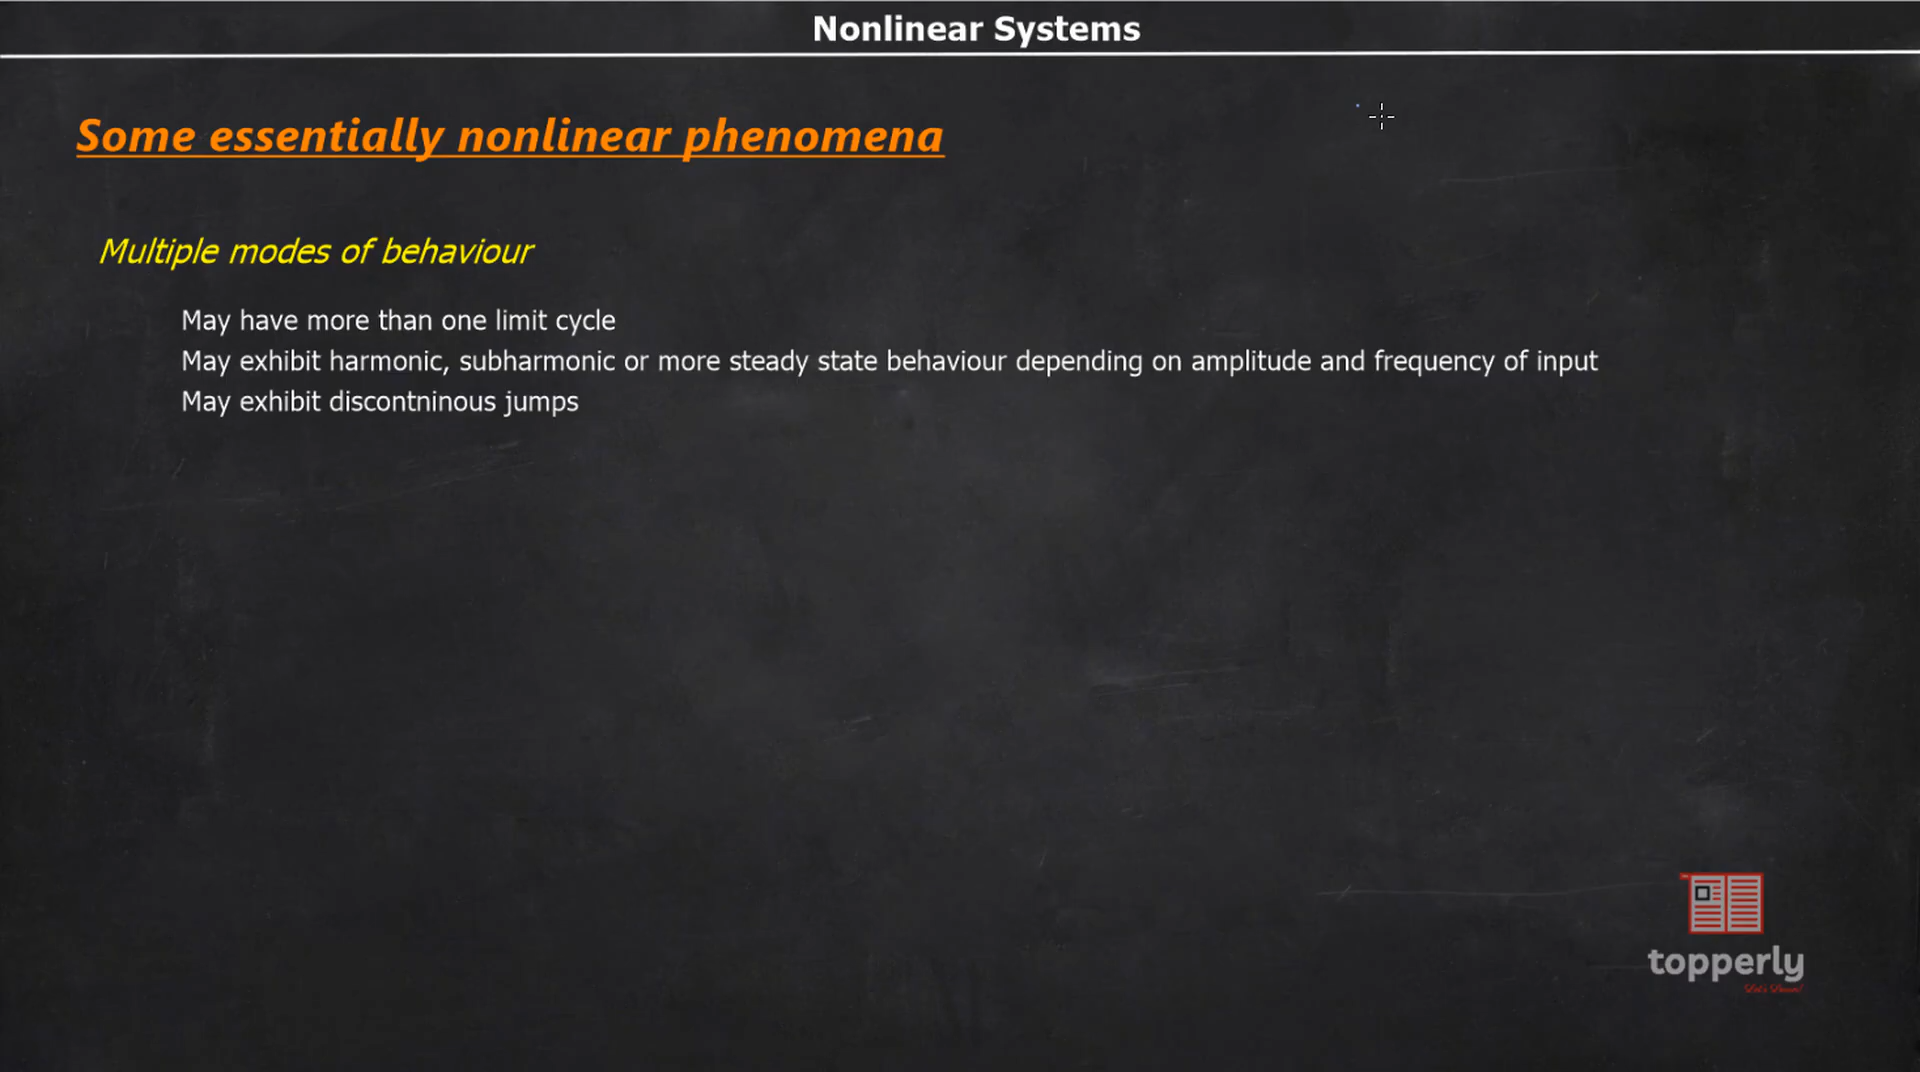 Nonlinear Systems
Some essentially nonlinear phenomena
Multiple modes of behaviour
May have more than one limit cycle
May exhibit harmonic, subharmonic or more steady state behaviour depending on amplitude and frequency of input
May exhibit discontninous jumps
topperly
Let's Learn!